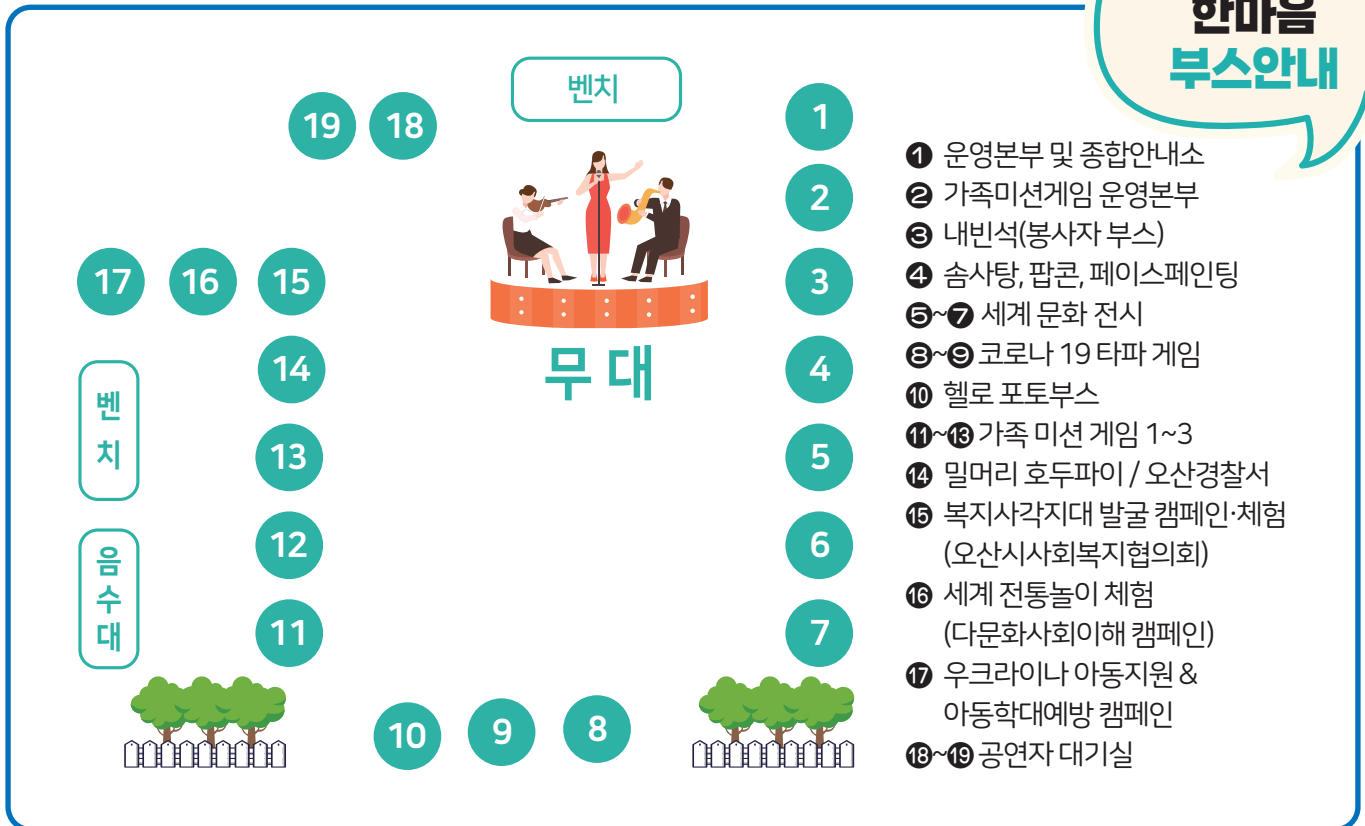 한마음
부스안내
벤치
19
18
1
2
3
4
5
6
7
17
16
15
14
13
12
11
10
9
8
무대
벤
치
음
수
대
❶ 운영본부 및 종합안내소
❷ 가족미션게임 운영본부
❸ 내빈석(봉사자 부스)
❹ 솜사탕, 팝콘, 페이스페인팅
❺~❼ 세계 문화 전시
❽~❾ 코로나 19 타파 게임
❿ 헬로 포토부스
⓫~⓭ 가족 미션 게임 1~3
⓮ 밀머리 호두파이 / 오산경찰서
⓯ 복지사각지대 발굴 캠페인·체험
(오산시사회복지협의회)
⓰ 세계 전통놀이 체험
(다문화사회이해 캠페인)
⓱ 우크라이나 아동지원 &
아동학대예방 캠페인
⓲~⓳ 공연자 대기실